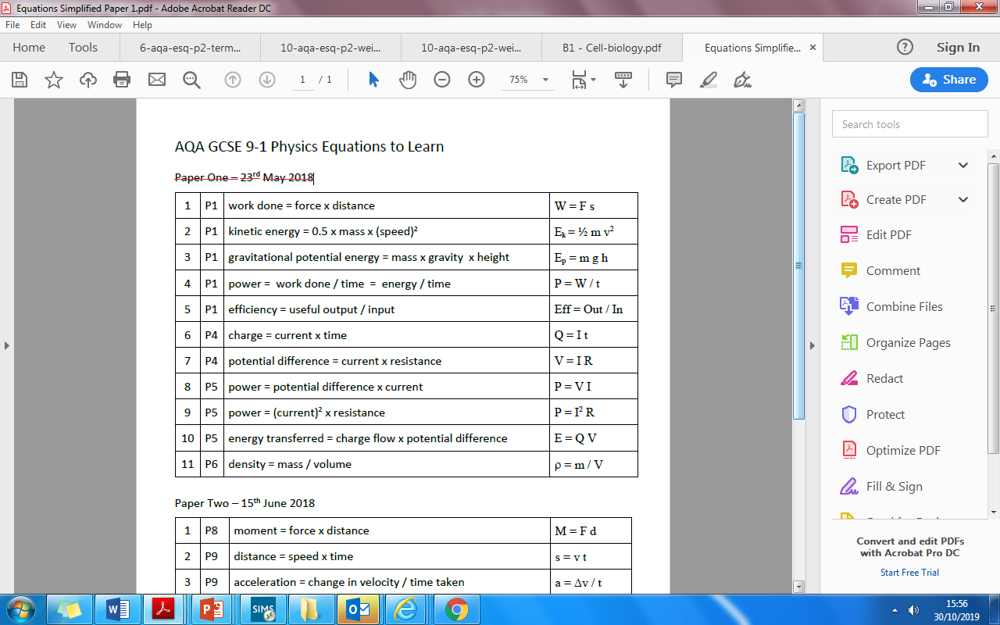 Equations Simplified Paper 1.pdf - Adobe Acrobat Reader DC
File Edit View Window Help
Home Tools 6-aqa-esq-p2-term... 10-aqa-esq-p2-wei... 10-aqa-esq-p2-wei... B1 - Cell-biology.pdf Equations Simplifie... × Sign In
1 / 1 75% Share
AQA GCSE 9-1 Physics Equations to Learn
Paper One – 23rd May 2018
1 P1 work done = force x distance W = F s
2 P1 kinetic energy = 0.5 x mass x (speed)² Ek = ½ m v²
3 P1 gravitational potential energy = mass x gravity x height Ep = m g h
4 P1 power = work done / time = energy / time P = W / t
5 P1 efficiency = useful output / input Eff = Out / In
6 P4 charge = current x time Q = I t
7 P4 potential difference = current x resistance V = I R
8 P5 power = potential difference x current P = V I
9 P5 power = (current)² x resistance P = I² R
10 P5 energy transferred = charge flow x potential difference E = Q V
11 P6 density = mass / volume ρ = m / V
Paper Two – 15th June 2018
1 P8 moment = force x distance M = F d
2 P9 distance = speed x time s = v t
3 P9 acceleration = change in velocity / time taken a = Δv / t
Search tools
Export PDF
Create PDF
Edit PDF
Comment
Combine Files
Organize Pages
Redact
Protect
Optimize PDF
Fill & Sign
Convert and edit PDFs
with Acrobat Pro DC
Start Free Trial
SIMS
15:56
30/10/2019